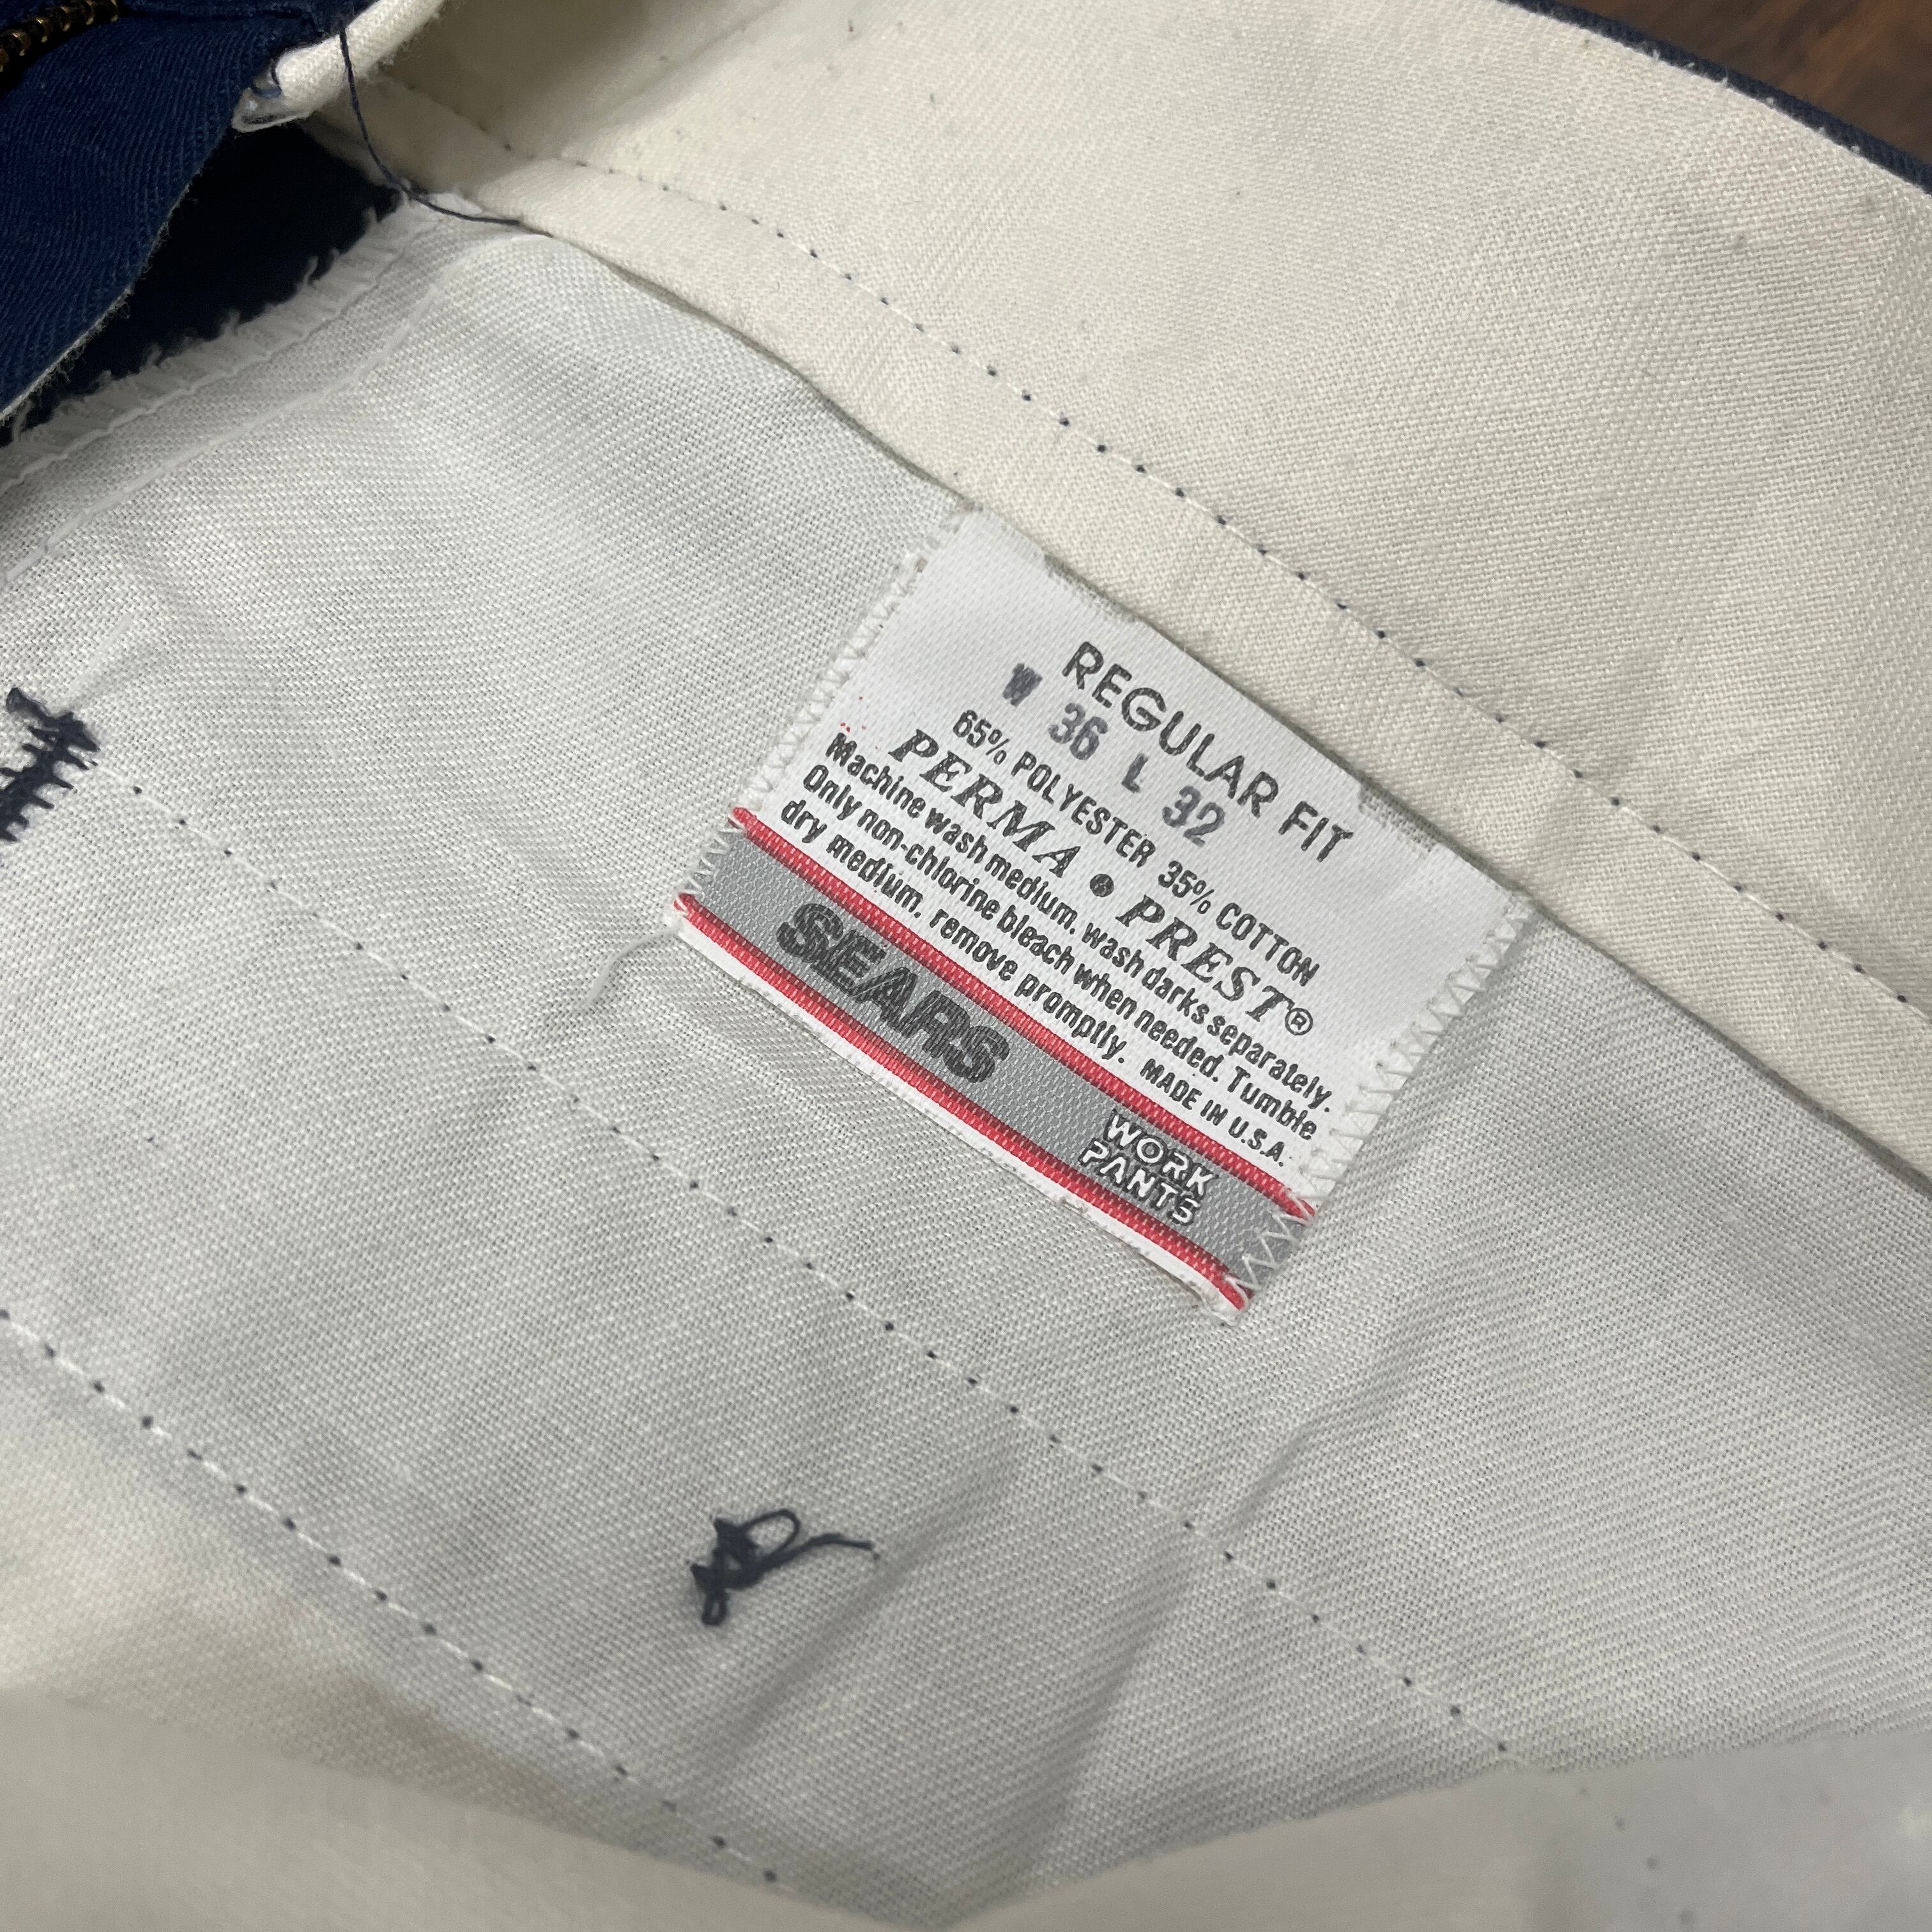 REGULAR FIT
W 36 L 32
65% POLYESTER 35% COTTON
PERMA • PREST®
Machine wash medium. wash darks separately.
Only non-chlorine bleach when needed. Tumble
dry medium. remove promptly. MADE IN U.S.A.
SEARS
WORK
PANTS